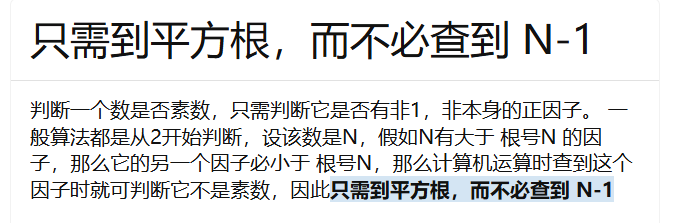 只需到平方根，而不必查到 N-1
判断一个数是否素数，只需判断它是否有非1，非本身的正因子。 一
般算法都是从2开始判断，设该数是N，假如N有大于 根号N 的因
子，那么它的另一个因子必小于 根号N，那么计算机运算时查到这个
因子时就可判断它不是素数，因此只需到平方根，而不必查到 N-1